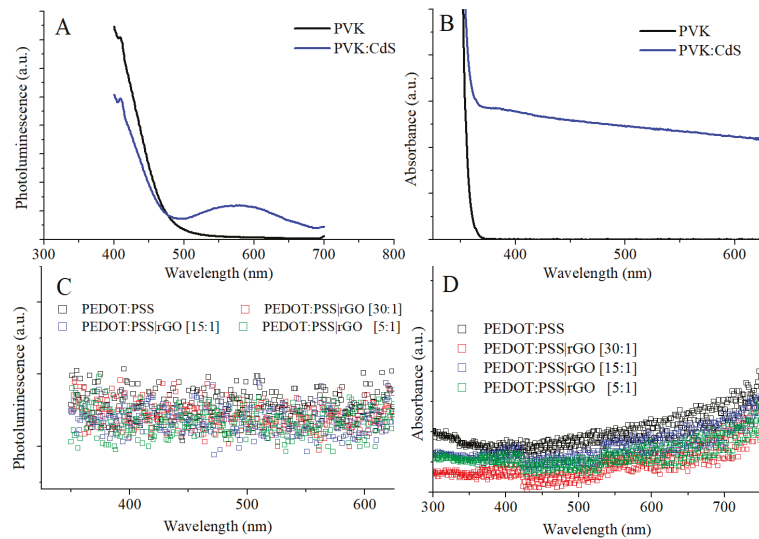 A
PVK
PVK:CdS
Photoluminescence (a.u.)
300 400 500 600 700 800
Wavelength (nm)
B
PVK
PVK:CdS
Absorbance (a.u.)
400 500 600
Wavelength (nm)
C
PEDOT:PSS
PEDOT:PSS|rGO [30:1]
PEDOT:PSS|rGO [15:1]
PEDOT:PSS|rGO [5:1]
Photoluminescence (a.u.)
400 500 600
Wavelength (nm)
D
PEDOT:PSS
PEDOT:PSS|rGO [30:1]
PEDOT:PSS|rGO [15:1]
PEDOT:PSS|rGO [5:1]
Absorbance (a.u.)
300 400 500 600 700
Wavelength (nm)